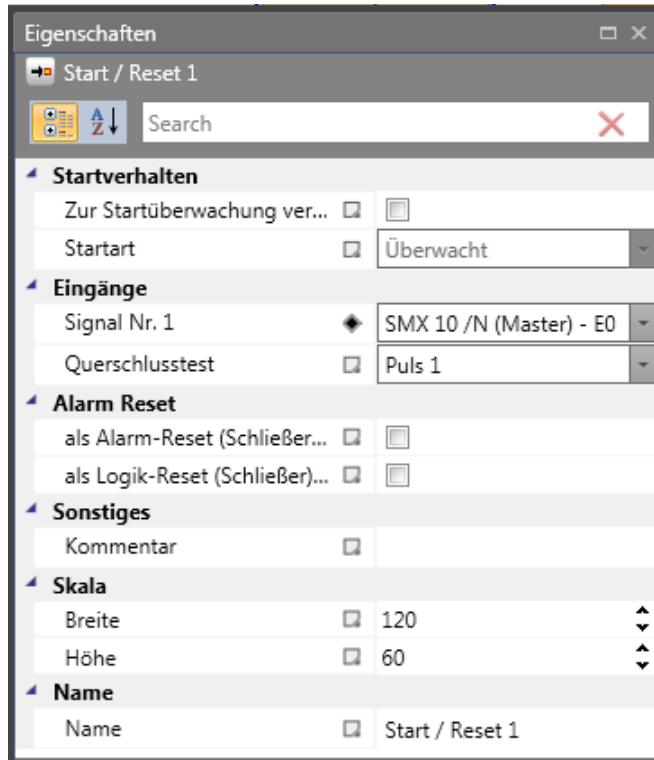 Eigenschaften
Start / Reset 1
A Z Search
Startverhalten
Zur Startüberwachung ver...
Startart Überwacht
Eingänge
Signal Nr. 1 SMX 10 /N (Master) - E0
Querschlusstest Puls 1
Alarm Reset
als Alarm-Reset (Schließer...
als Logik-Reset (Schließer)...
Sonstiges
Kommentar
Skala
Breite 120
Höhe 60
Name
Name Start / Reset 1